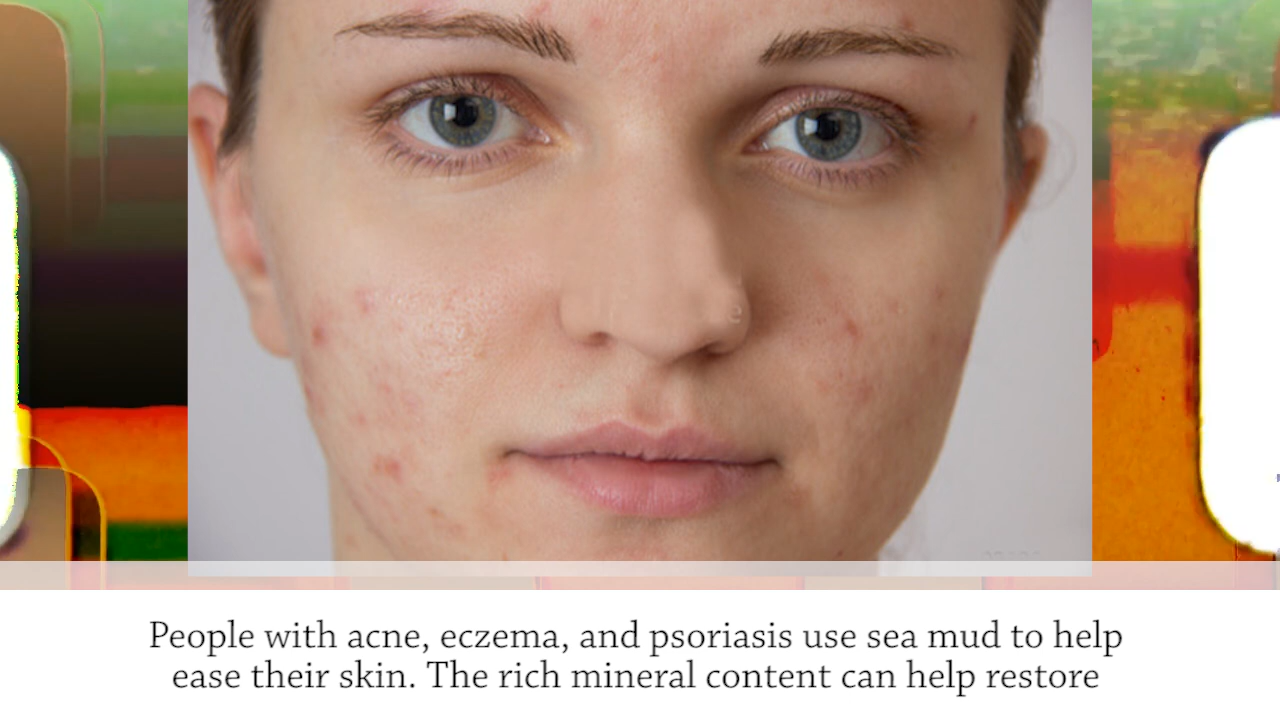 People with acne, eczema, and psoriasis use sea mud to help
ease their skin. The rich mineral content can help restore